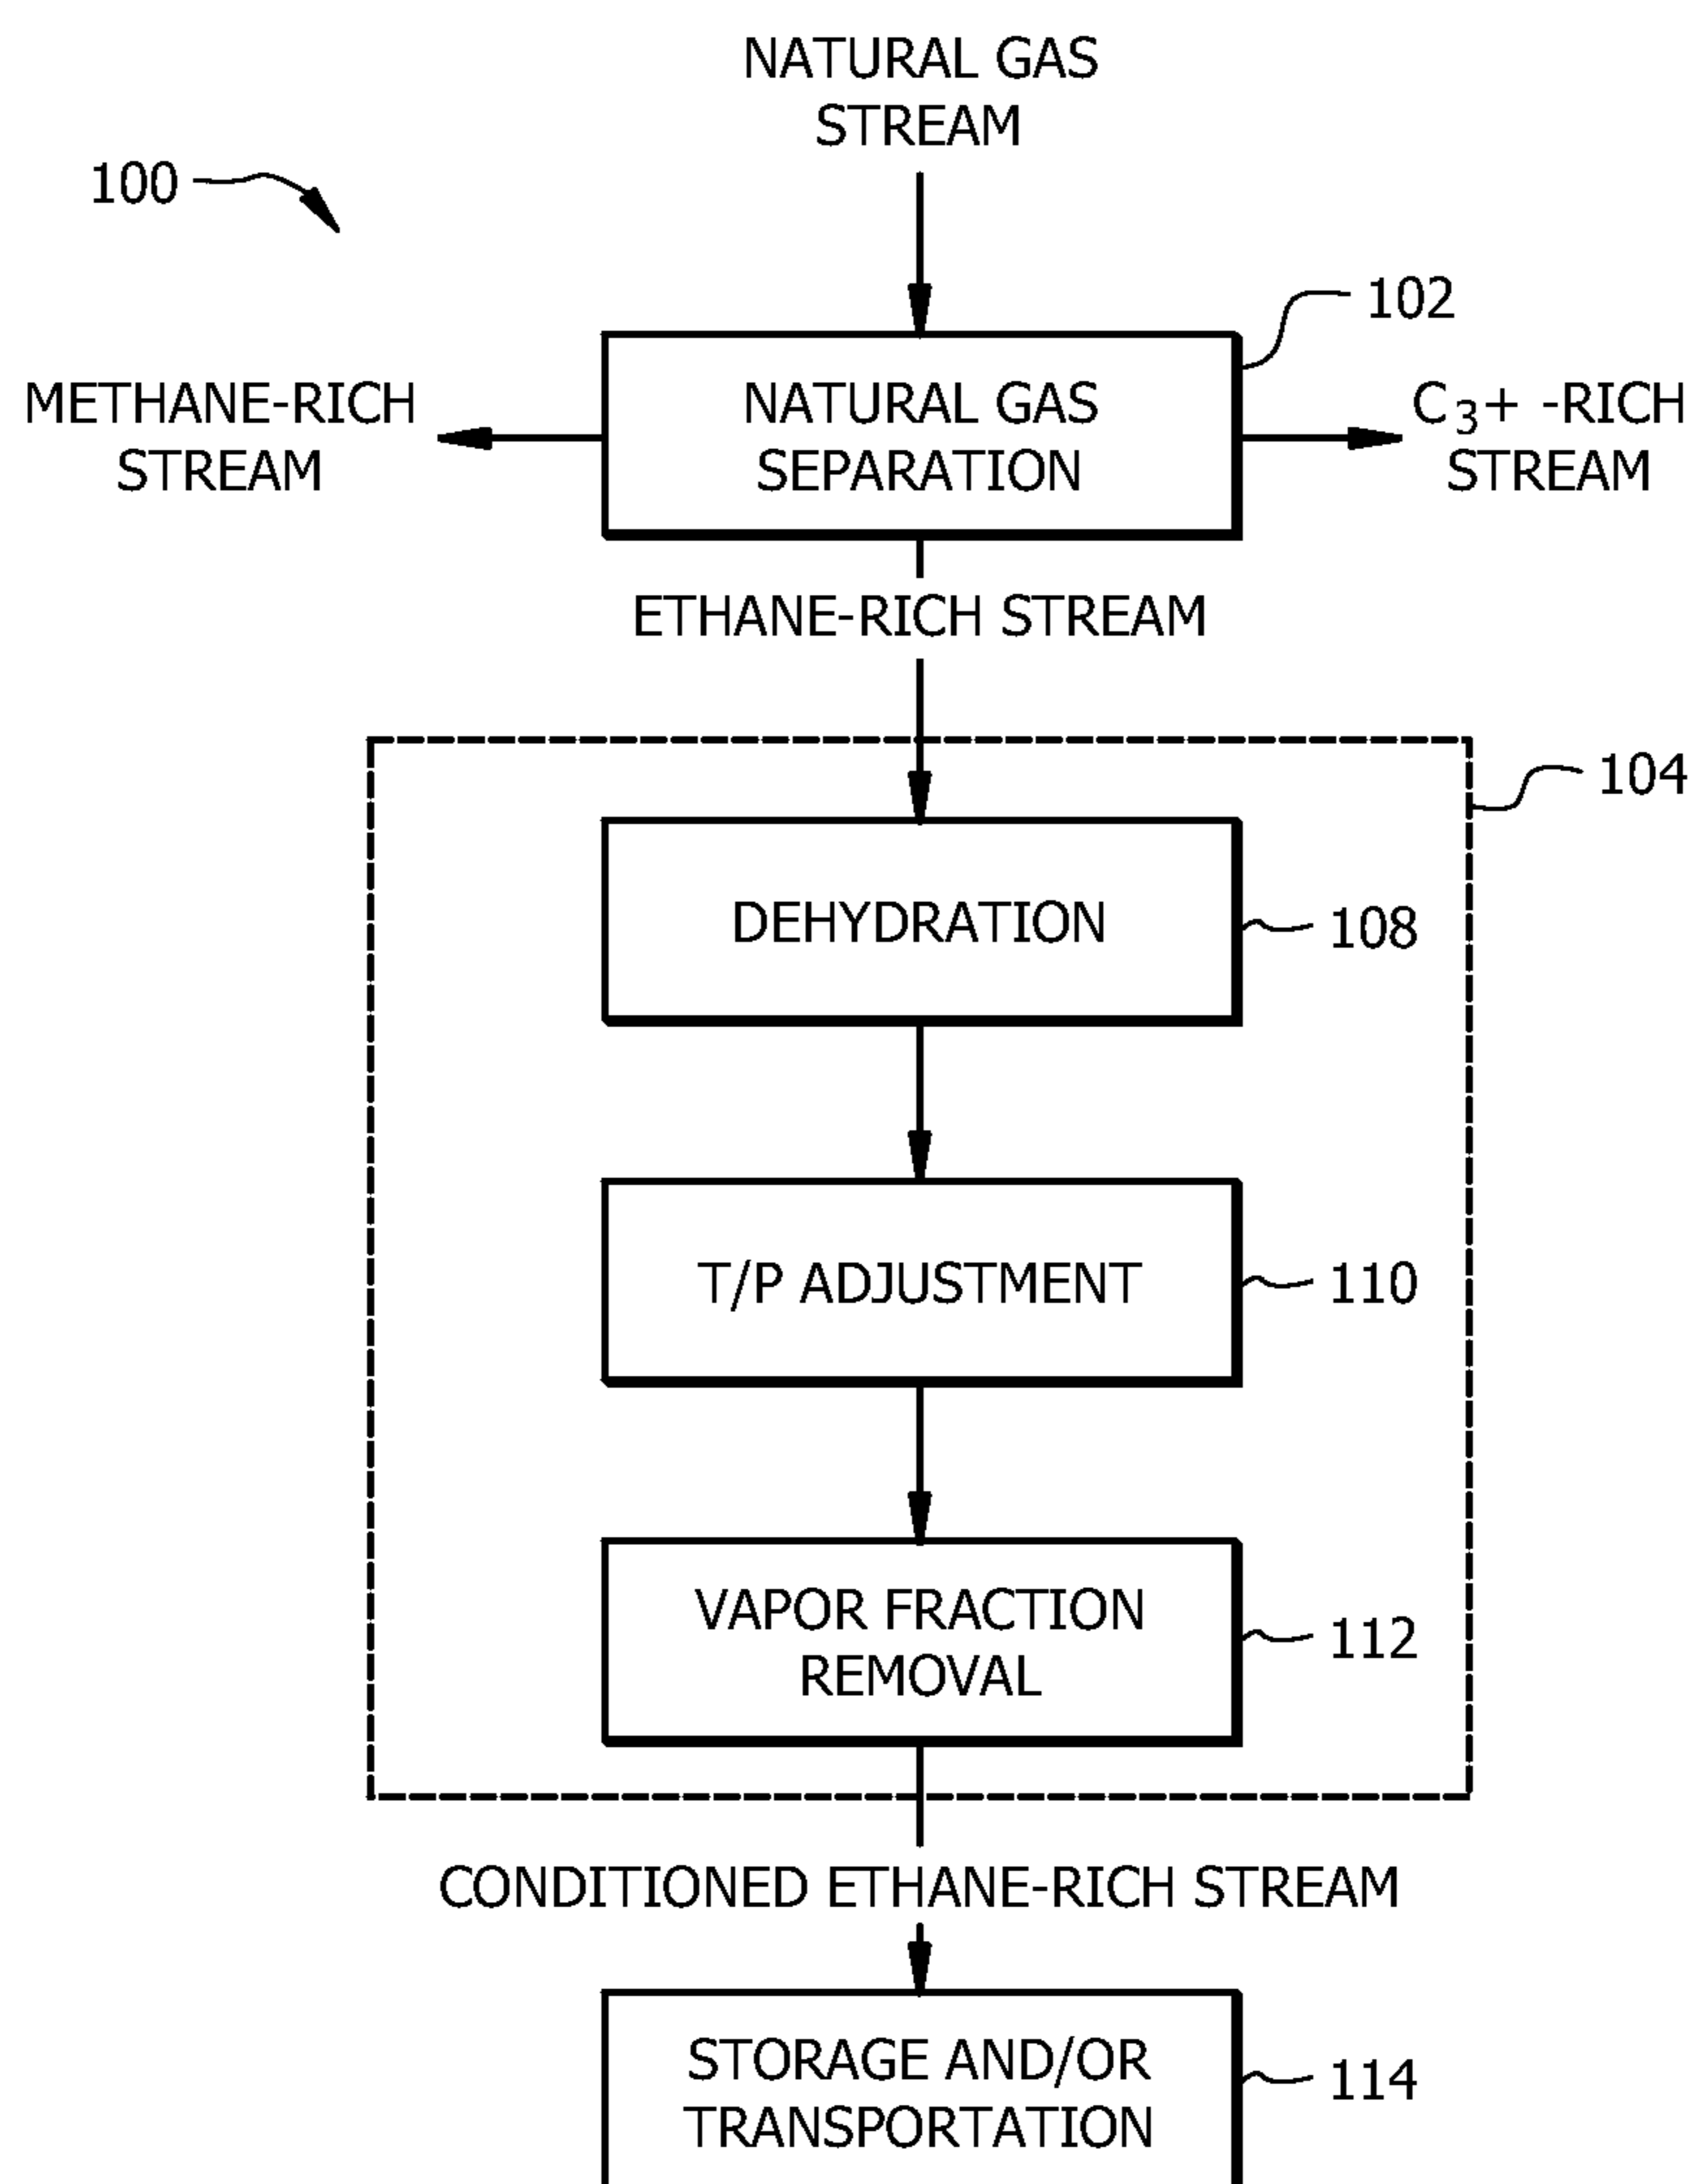 NATURAL GAS
STREAM
100
102
METHANE-RICH
STREAM
NATURAL GAS
SEPARATION
C₃+ -RICH
STREAM
ETHANE-RICH STREAM
104
DEHYDRATION
108
T/P ADJUSTMENT
110
VAPOR FRACTION
REMOVAL
112
CONDITIONED ETHANE-RICH STREAM
STORAGE AND/OR
TRANSPORTATION
114